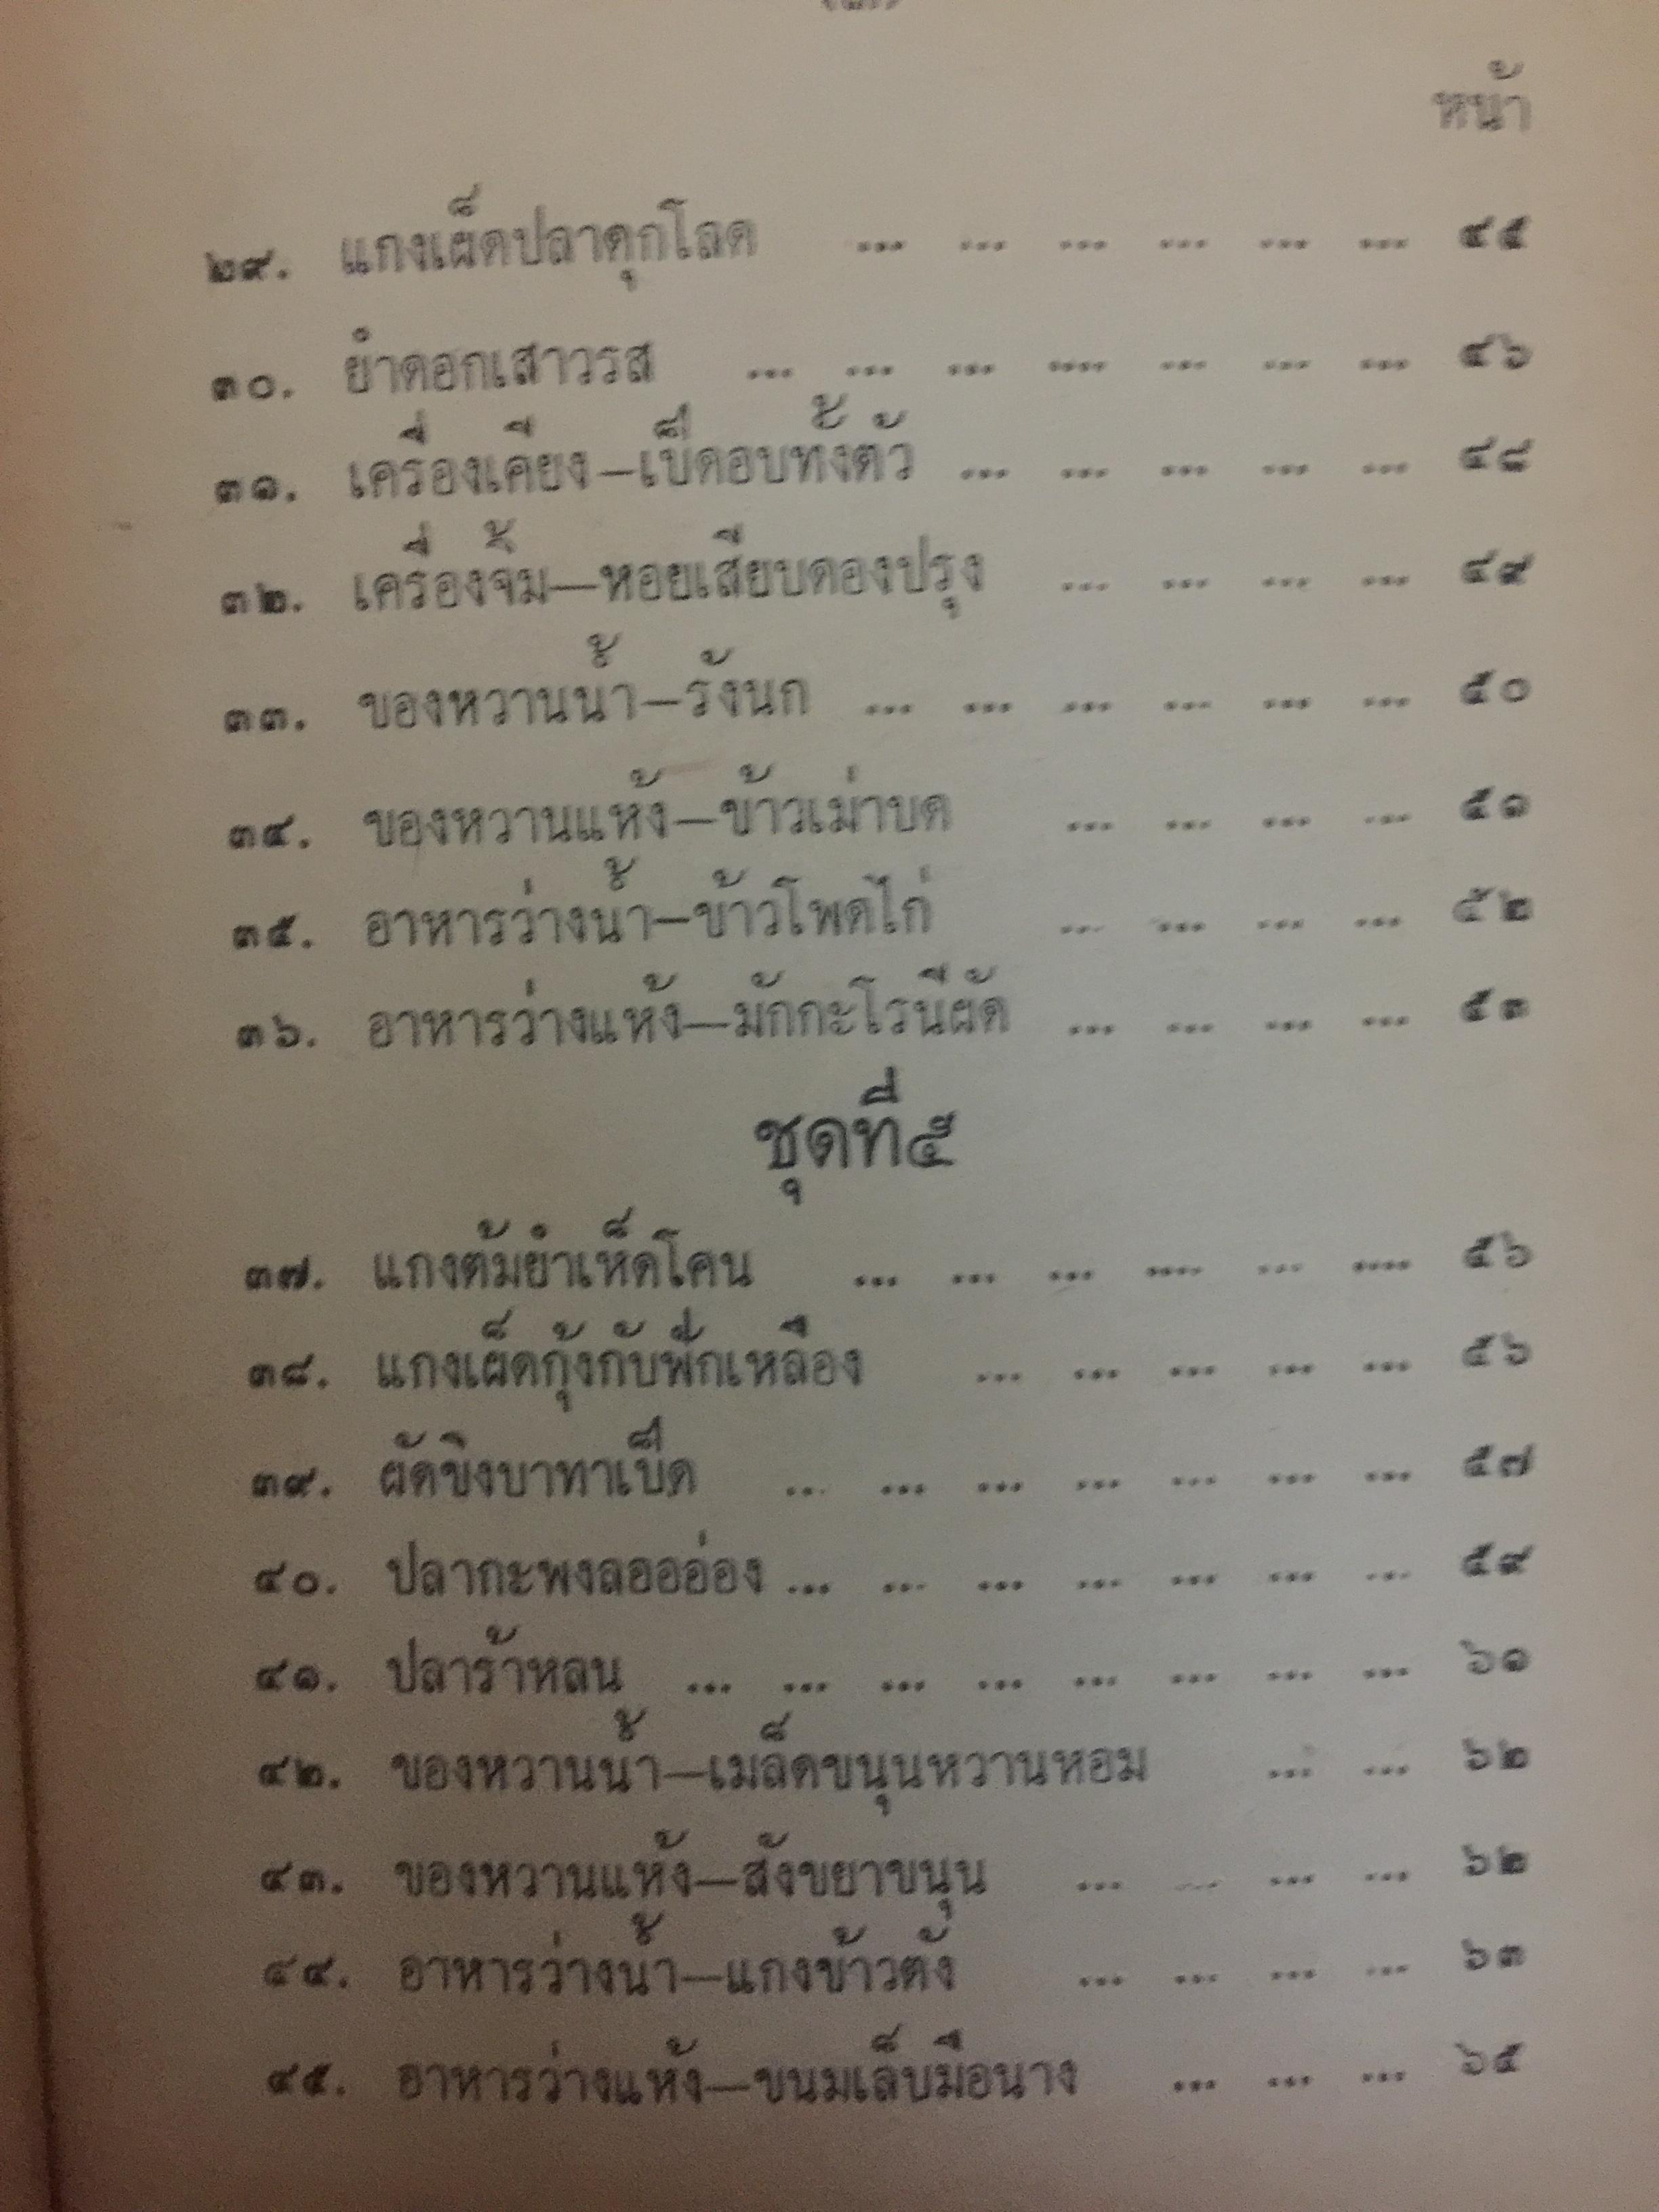 หน้า
๒๙. แกงเผ็ดปลาดุกโลด ... ... ... ... ... ... ๔๕
๓๐. ยำดอกเสาวรส ... ... ... .... ... ... ... ๔๖
๓๑. เครื่องเคียง—เป็ดอบทั้งตัว ... ... ... ... ... ๔๘
๓๒. เครื่องจิ้ม—หอยเสียบดองปรุง ... ... ... ... ๔๙
๓๓. ของหวานน้ำ—รังนก ... ... ... ... ... ... ๕๐
๓๔. ของหวานแห้ง—ข้าวเม่าบด ... ... ... ... ๕๑
๓๕. อาหารว่างน้ำ—ข้าวโพดไก่ ... ... ... ... ๕๒
๓๖. อาหารว่างแห้ง—มักกะโรนีผัด ... ... ... ... ๕๓
ชุดที่๕
๓๗. แกงต้มยำเห็ดโคน ... ... ... .... ... .... ๕๖
๓๘. แกงเผ็ดกุ้งกับฟักเหลือง ... ... ... ... ... ๕๖
๓๙. ผัดขิงบาทาเป็ด ... ... ... ... ... ... ... ๕๗
๔๐. ปลากะพงลอออ่อง ... ... ... ... ... ... ... ๕๙
๔๑. ปลาร้าหลน ... ... ... ... ... ... ... ... ๖๑
๔๒. ของหวานน้ำ—เมล็ดขนุนหวานหอม ... ... ๖๒
๔๓. ของหวานแห้ง—สังขยาขนุน ... ... ... ... ๖๒
๔๔. อาหารว่างน้ำ—แกงข้าวตัง ... ... ... ... ๖๓
๔๕. อาหารว่างแห้ง—ขนมเล็บมือนาง ... ... ... ๖๕